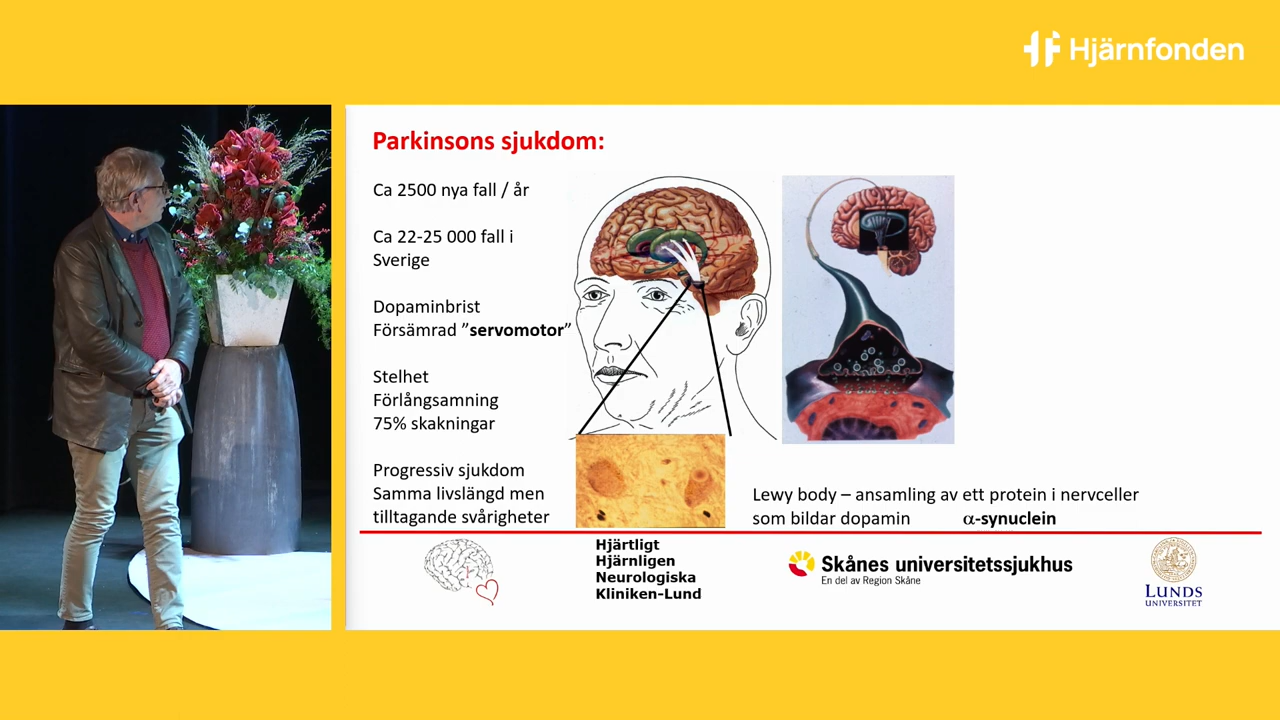 Hjärnfonden
Parkinsons sjukdom:
Ca 2500 nya fall / år
Ca 22-25 000 fall i
Sverige
Dopaminbrist
Försämrad ”servomotor”
Stelhet
Förlångsamning
75% skakningar
Progressiv sjukdom
Samma livslängd men
tilltagande svårigheter
Lewy body – ansamling av ett protein i nervceller
som bildar dopamin α-synuclein
Hjärtligt
Hjärnligen
Neurologiska
Kliniken-Lund
Skånes universitetssjukhus
En del av Region Skåne
LUNDS
UNIVERSITET